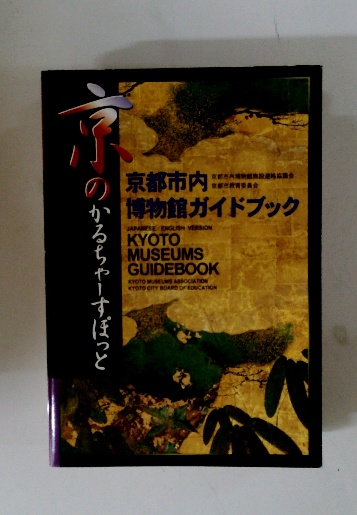 京のかるちゃーすぽっと
京都市内
京都市内博物館施設連絡協議会
京都市教育委員会
博物館ガイドブック
JAPANESE - ENGLISH VERSION
KYOTO
MUSEUMS
GUIDEBOOK
KYOTO MUSEUMS ASSOCIATION
KYOTO CITY BOARD OF EDUCATION